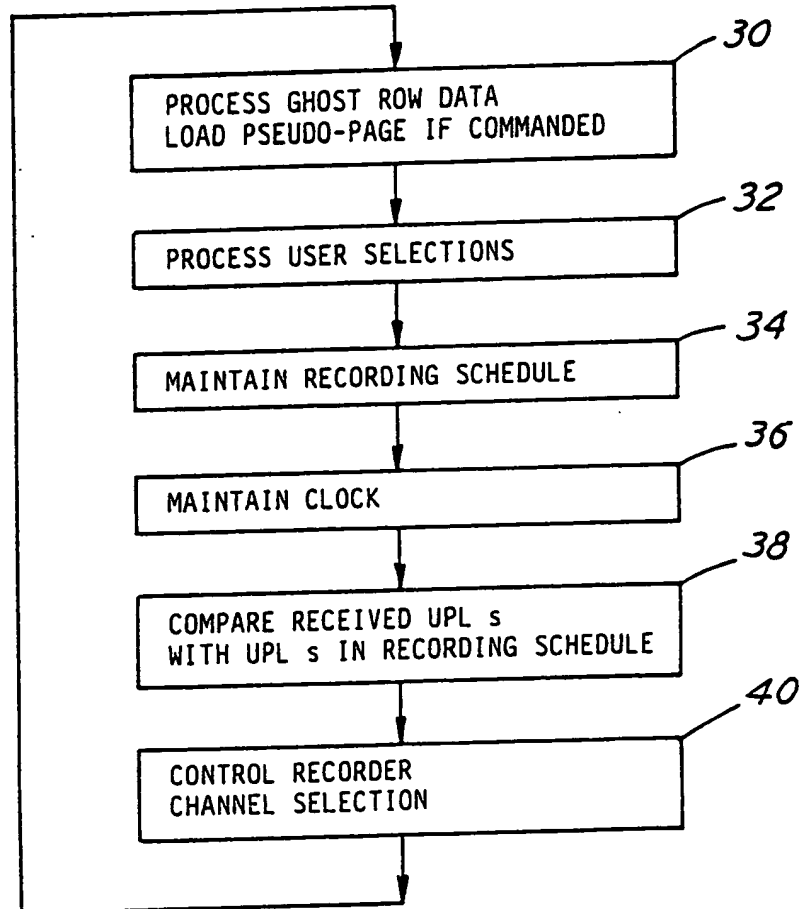 30
PROCESS GHOST ROW DATA
LOAD PSEUDO-PAGE IF COMMANDED
32
PROCESS USER SELECTIONS
34
MAINTAIN RECORDING SCHEDULE
36
MAINTAIN CLOCK
38
COMPARE RECEIVED UPL s
WITH UPL s IN RECORDING SCHEDULE
40
CONTROL RECORDER
CHANNEL SELECTION